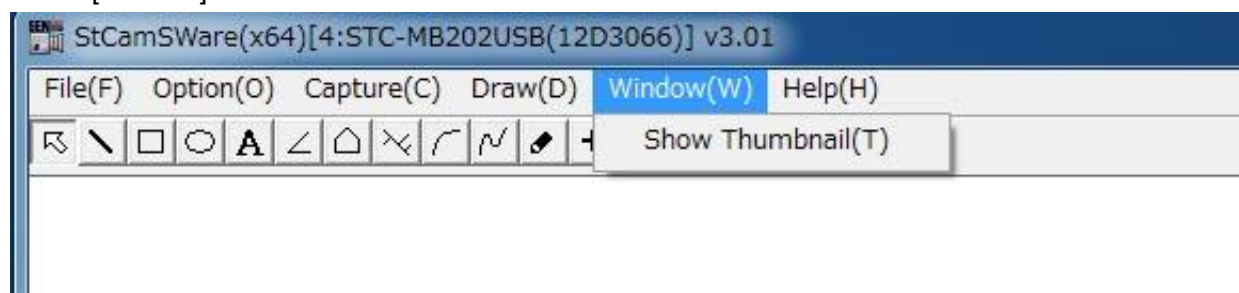 StCamSWare(x64)[4:STC-MB202USB(12D3066)] v3.01
File(F) Option(O) Capture(C) Draw(D) Window(W) Help(H)
A Show Thumbnail(T)